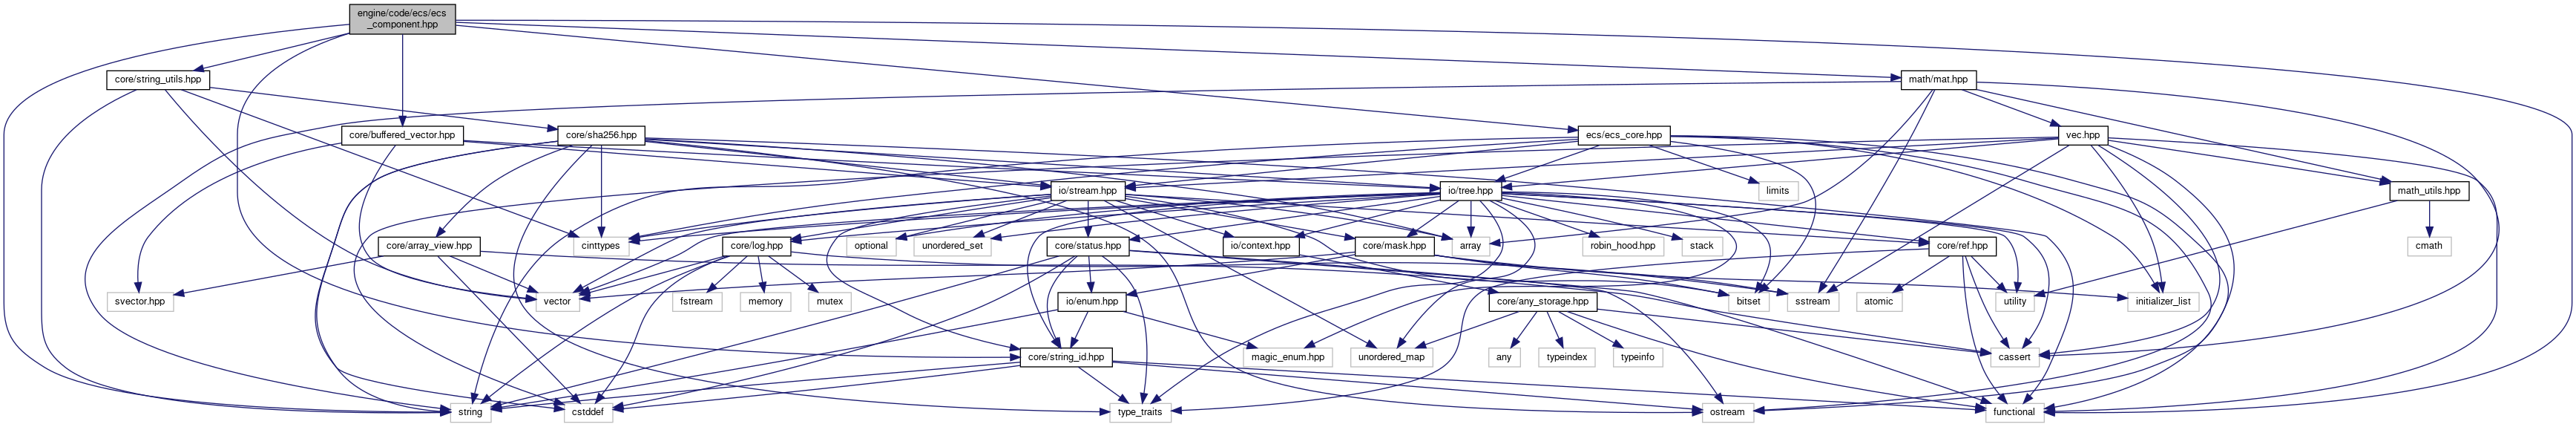 engine/code/ecs/ecs
_component.hpp
core/string_utils.hpp
math/mat.hpp
core/buffered_vector.hpp
core/sha256.hpp
ecs/ecs_core.hpp
vec.hpp
io/stream.hpp
io/tree.hpp
limits
math_utils.hpp
core/array_view.hpp
cinttypes
core/log.hpp
optional
unordered_set
core/status.hpp
io/context.hpp
core/mask.hpp
array
robin_hood.hpp
stack
core/ref.hpp
cmath
svector.hpp
vector
fstream
memory
mutex
io/enum.hpp
core/any_storage.hpp
bitset
sstream
atomic
utility
initializer_list
core/string_id.hpp
magic_enum.hpp
unordered_map
any
typeindex
typeinfo
cassert
string
cstddef
type_traits
ostream
functional